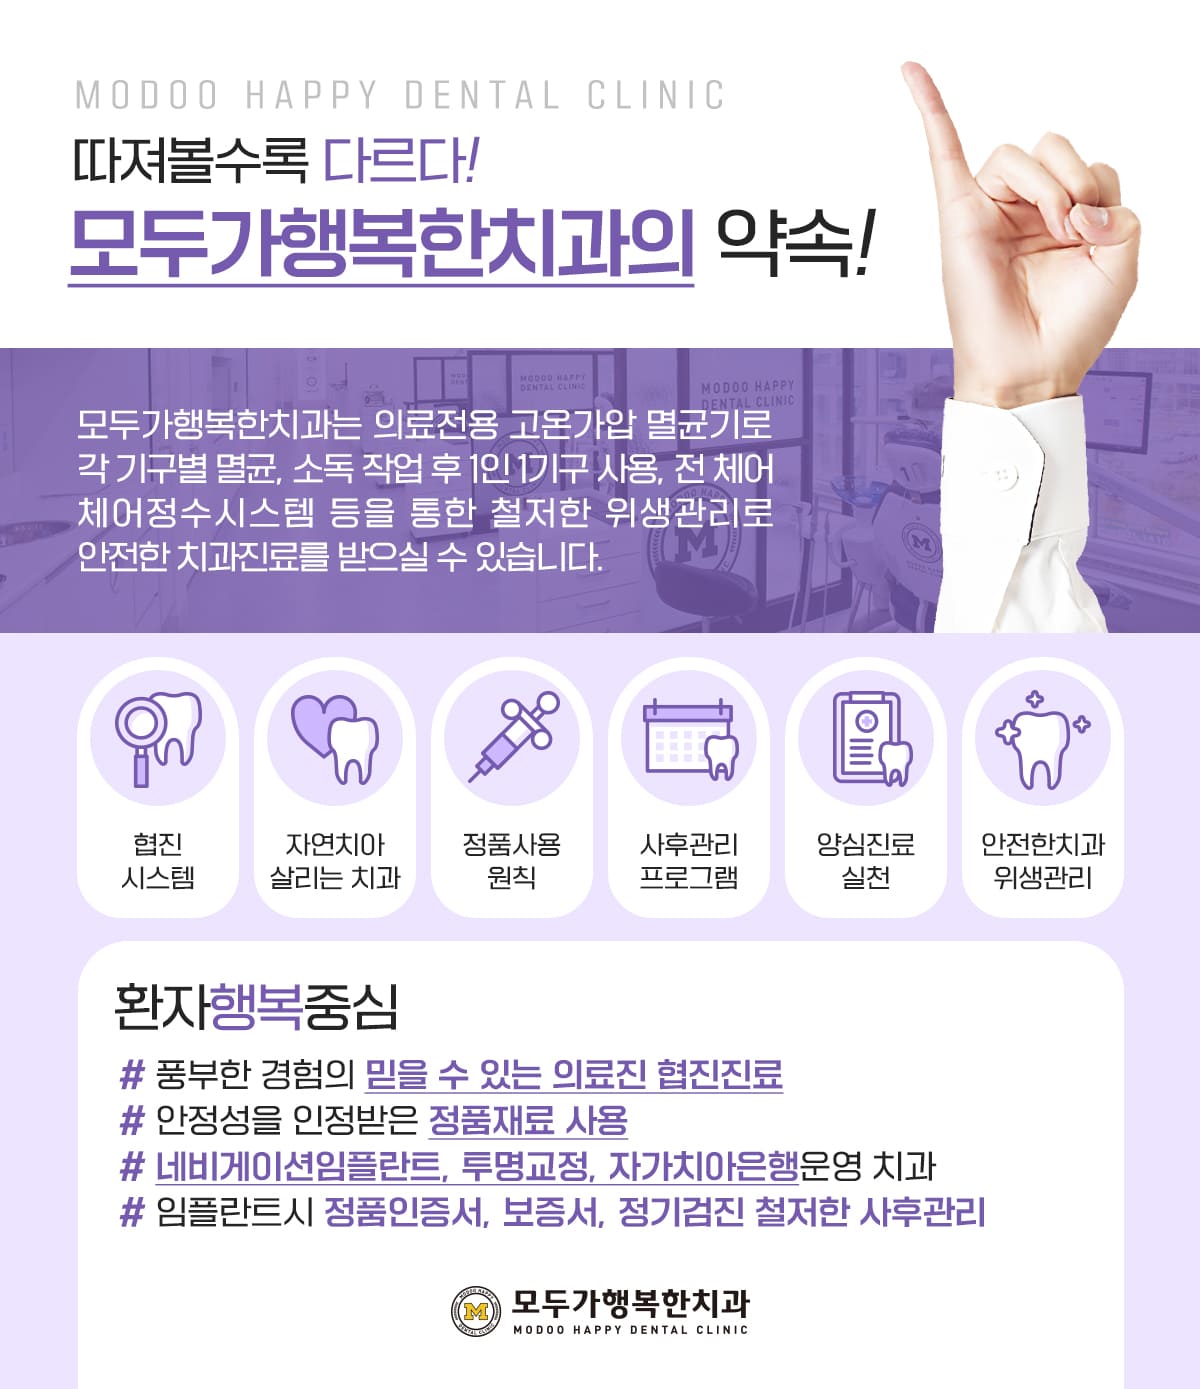 MODOO HAPPY DENTAL CLINIC
따져볼수록 다르다!
모두가행복한치과의 약속!
MODOO HAPPY
DENTAL CLINIC
MODOO HAPPY
DENTAL CLINIC
모두가행복한치과는 의료전용 고온가압 멸균기로
각 기구별 멸균, 소독 작업 후 1인 1기구 사용, 전 체어
체어정수시스템 등을 통한 철저한 위생관리로
안전한 치과진료를 받으실 수 있습니다.
M
M
협진
시스템
자연치아
살리는 치과
정품사용
원칙
사후관리
프로그램
양심진료
실천
안전한치과
위생관리
환자행복중심
# 풍부한 경험의 믿을 수 있는 의료진 협진진료
# 안정성을 인정받은 정품재료 사용
# 네비게이션임플란트, 투명교정, 자가치아은행운영 치과
# 임플란트시 정품인증서, 보증서, 정기검진 철저한 사후관리
MODOO HAPPY
M
DENTAL CLINIC
모두가행복한치과
MODOO HAPPY DENTAL CLINIC